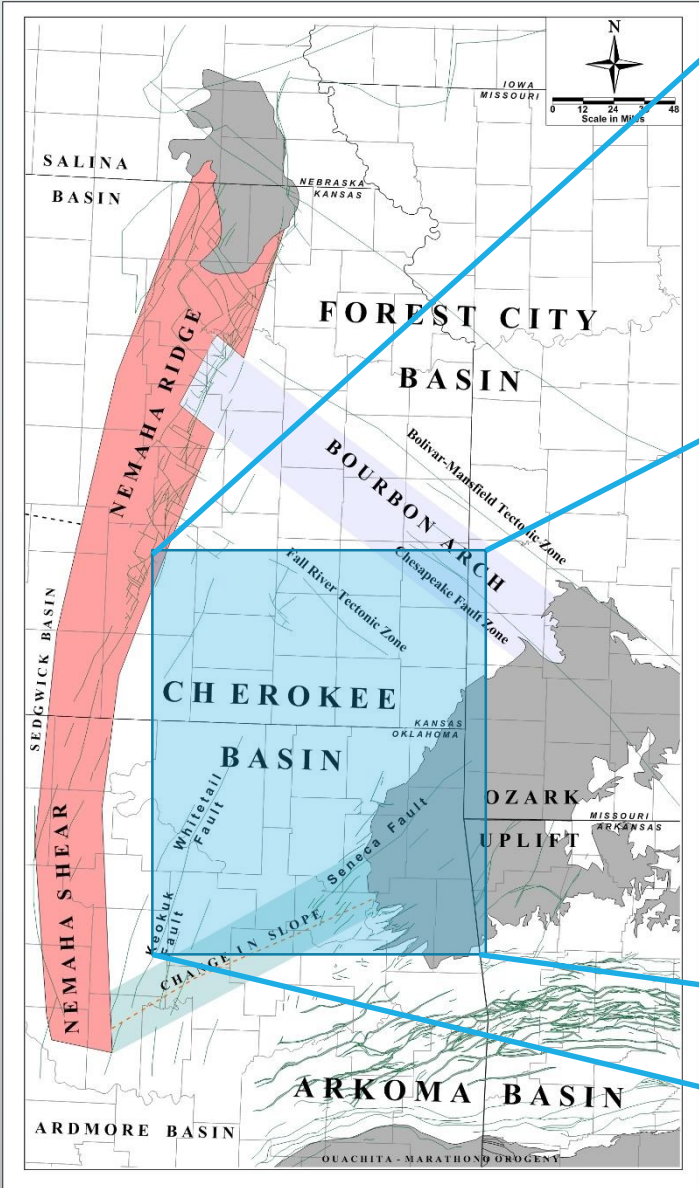 N
IOWA
MISSOURI
0 12 24 36 48
Scale in Miles
SALINA
BASIN
NEBRASKA
KANSAS
FOREST CITY
BASIN
NEMAHA RIDGE
Bolivar-Mansfield Tectonic Zone
BOURBON ARCH
Chesapeake Fault Zone
Fall River Tectonic Zone
SEDGWICK BASIN
CHEROKEE
BASIN
KANSAS
OKLAHOMA
Whitetail
Fault
Seneca Fault
OZARK
UPLIFT
MISSOURI
ARKANSAS
NEMAHA SHEAR
Keokuk
Fault
CHANGE IN SLOPE
ARKOMA BASIN
ARDMORE BASIN
OUACHITA - MARATHONO OROGENY